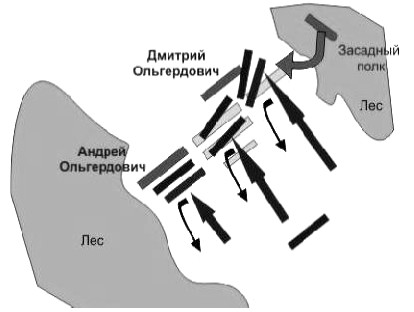 Дмитрий
Ольгердович
Засадный
полк
Лес
Андрей
Ольгердович
Лес